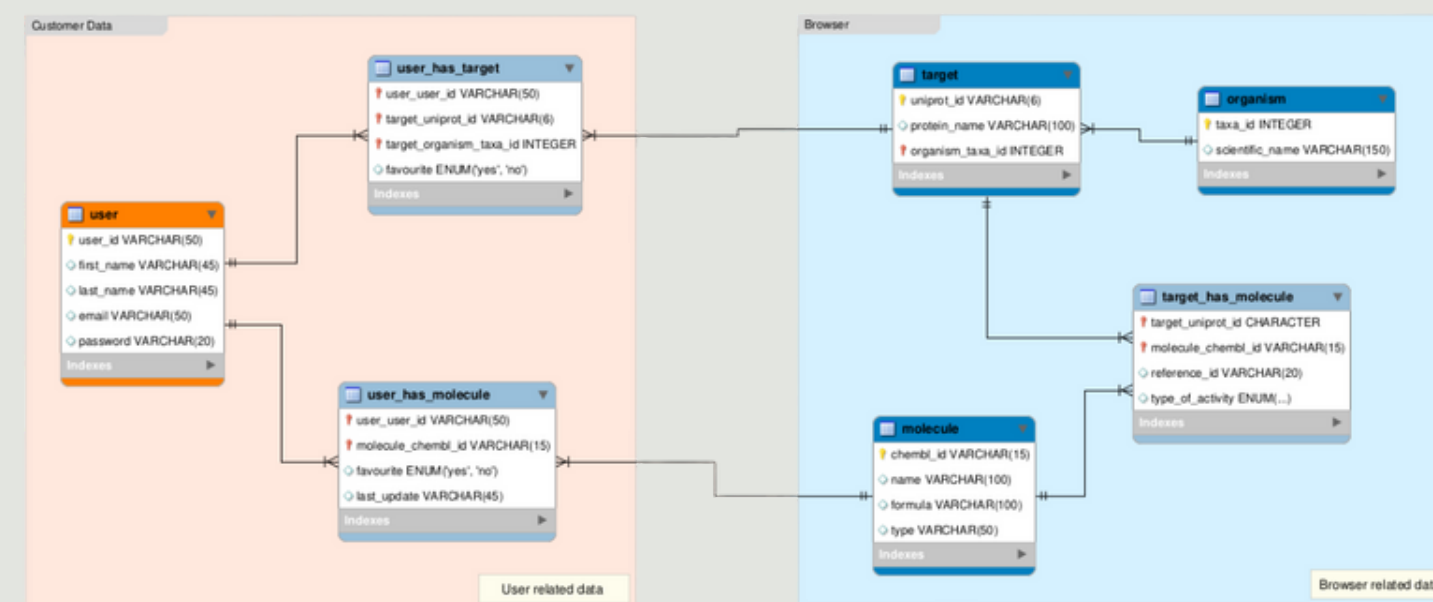 Customer Data
user_has_target
user_user_id VARCHAR(50)
target_uniprot_id VARCHAR(6)
target_organism_taxa_id INTEGER
favourite ENUM('yes', 'no')
Indexes
user
user_id VARCHAR(50)
first_name VARCHAR(45)
last_name VARCHAR(45)
email VARCHAR(50)
password VARCHAR(20)
Indexes
user_has_molecule
user_user_id VARCHAR(50)
molecule_chembl_id VARCHAR(15)
favourite ENUM('yes', 'no')
last_update VARCHAR(45)
Indexes
User related data
Browser
target
uniprot_id VARCHAR(6)
protein_name VARCHAR(100)
organism_taxa_id INTEGER
Indexes
organism
taxa_id INTEGER
scientific_name VARCHAR(150)
Indexes
target_has_molecule
target_uniprot_id CHARACTER
molecule_chembl_id VARCHAR(15)
reference_id VARCHAR(20)
type_of_activity ENUM(...)
Indexes
molecule
chembl_id VARCHAR(15)
name VARCHAR(100)
formula VARCHAR(100)
type VARCHAR(50)
Indexes
Browser related dat